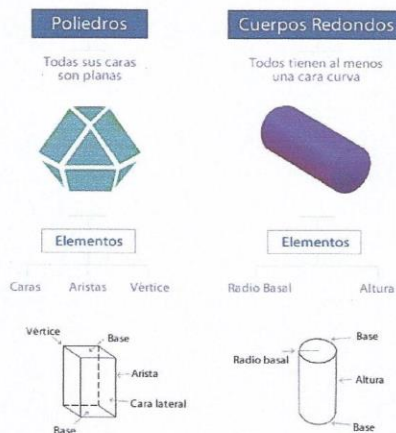 Poliedros
Todas sus caras
son planas
Elementos
Caras Aristas Vértice
Vértice
Base
Arista
Cara lateral
Base
Cuerpos Redondos
Todos tienen al menos
una cara curva
Elementos
Radio Basal Altura
Base
Radio basal
Altura
Base